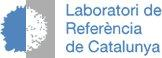 Laboratori de
Referència
de Catalunya